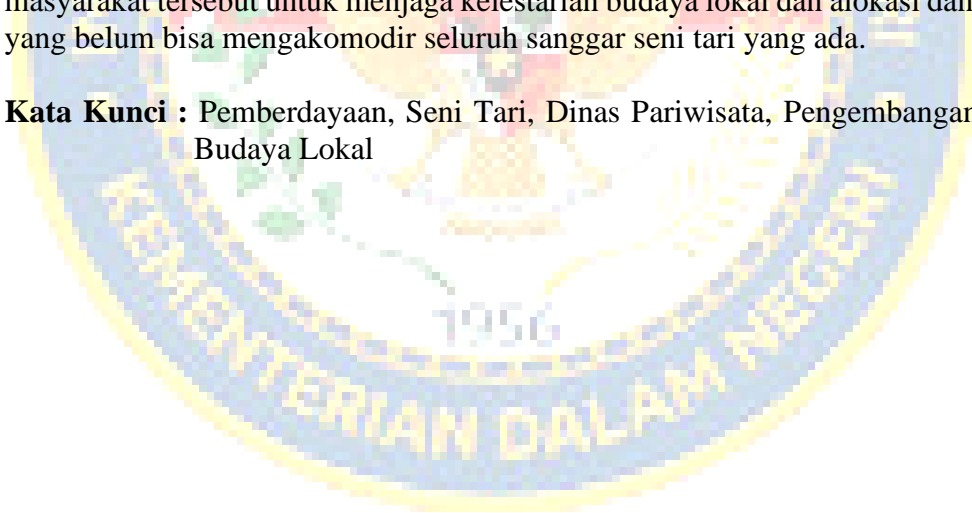 masyarakat tersebut untuk menjaga kelestarian budaya lokal dan alokasi dan
yang belum bisa mengakomodir seluruh sanggar seni tari yang ada.
Kata Kunci : Pemberdayaan, Seni Tari, Dinas Pariwisata, Pengembangan
Budaya Lokal
1956
KEMENTERIAN DALAM NEGERI